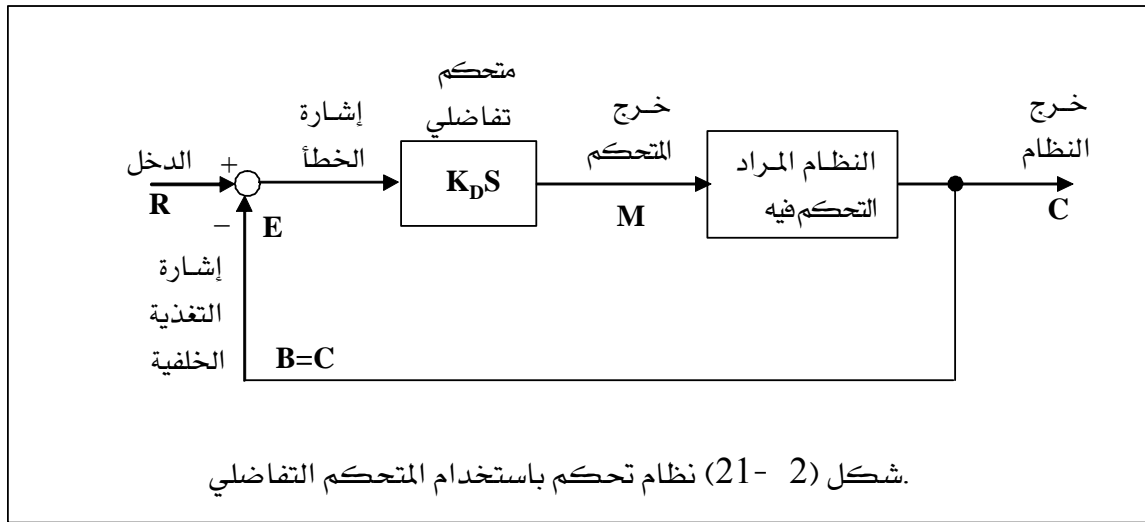 متحكم
تفاضلي
إشارة
الخطأ
خرج
المتحكم
خرج
النظام
الدخل
+
R
−
E
K_DS
M
النظام المراد
التحكم فيه
C
إشارة
التغذية
الخلفية
B=C
شكل (2 -21) نظام تحكم باستخدام المتحكم التفاضلي.